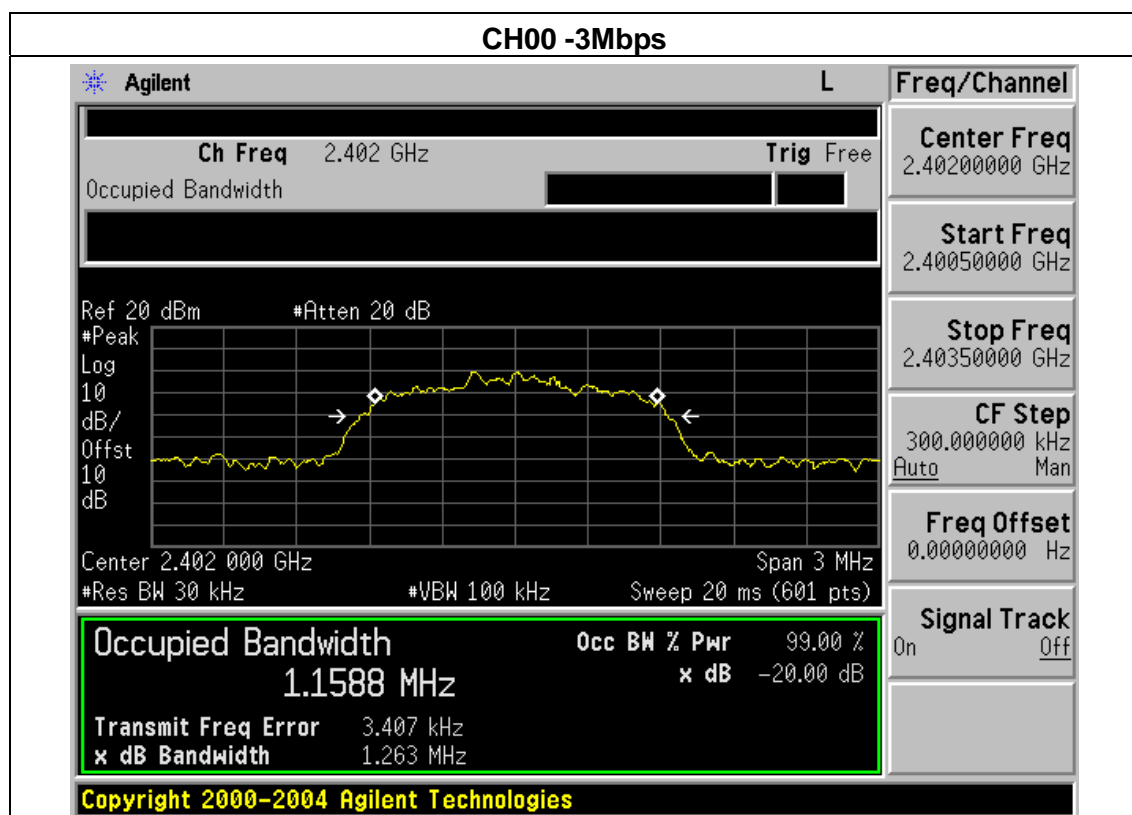 CH00 -3Mbps
Agilent L Freq/Channel
Ch Freq 2.402 GHz Trig Free
Occupied Bandwidth
Center Freq
2.40200000 GHz
Start Freq
2.40050000 GHz
Stop Freq
2.40350000 GHz
CF Step
300.000000 kHz
Auto Man
Freq Offset
0.00000000 Hz
Signal Track
On Off
Ref 20 dBm #Atten 20 dB
#Peak
Log
10
dB/
Offst
10
dB
Center 2.402 000 GHz Span 3 MHz
#Res BW 30 kHz #VBW 100 kHz Sweep 20 ms (601 pts)
Occupied Bandwidth Occ BW % Pwr 99.00 %
1.1588 MHz x dB -20.00 dB
Transmit Freq Error 3.407 kHz
x dB Bandwidth 1.263 MHz
Copyright 2000-2004 Agilent Technologies